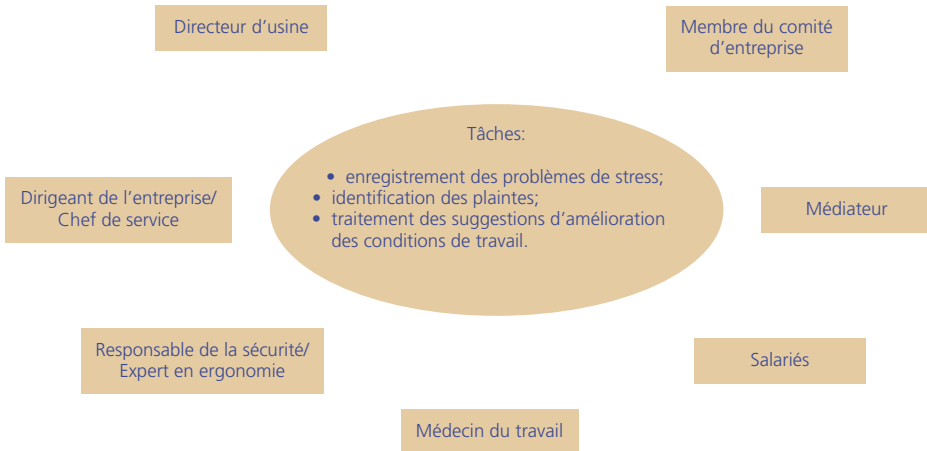 Directeur d'usine
Membre du comité
d'entreprise
Tâches:
• enregistrement des problèmes de stress;
• identification des plaintes;
• traitement des suggestions d'amélioration
des conditions de travail.
Dirigeant de l'entreprise/
Chef de service
Médiateur
Responsable de la sécurité/
Expert en ergonomie
Salariés
Médecin du travail